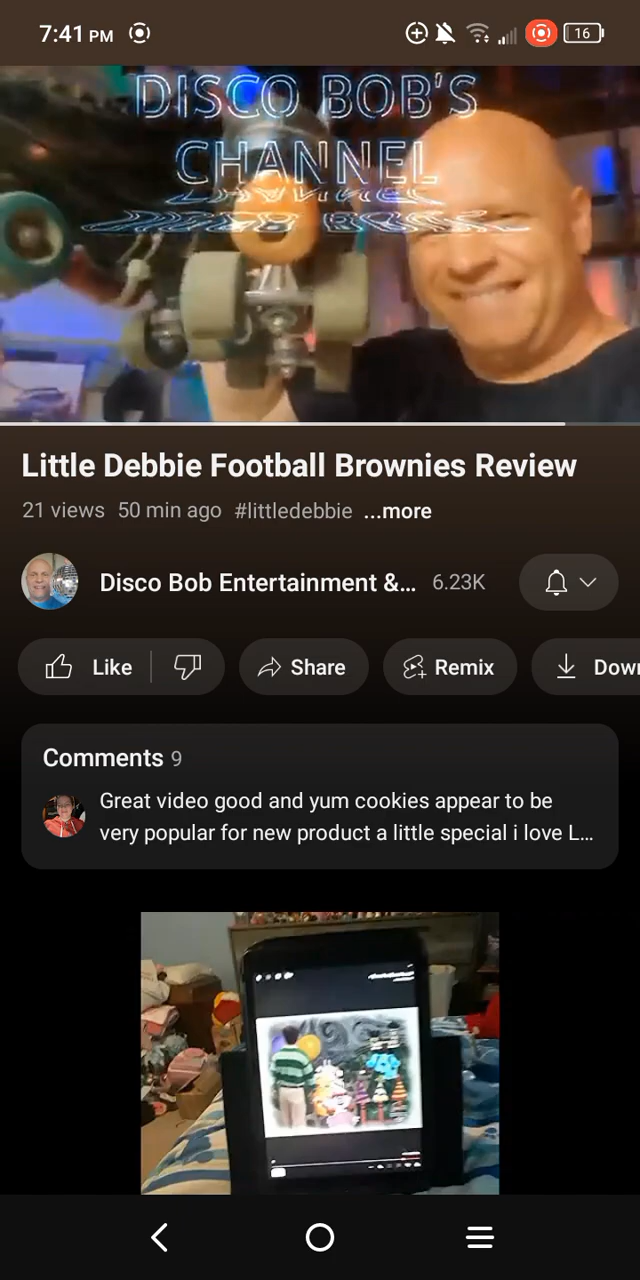 7:41 PM
16
DISCO BOB'S
CHANNEL
Little Debbie Football Brownies Review
21 views 50 min ago #littledebbie ...more
Disco Bob Entertainment &... 6.23K
Like
Share
Remix
Down
Comments 9
Great video good and yum cookies appear to be
very popular for new product a little special i love L...